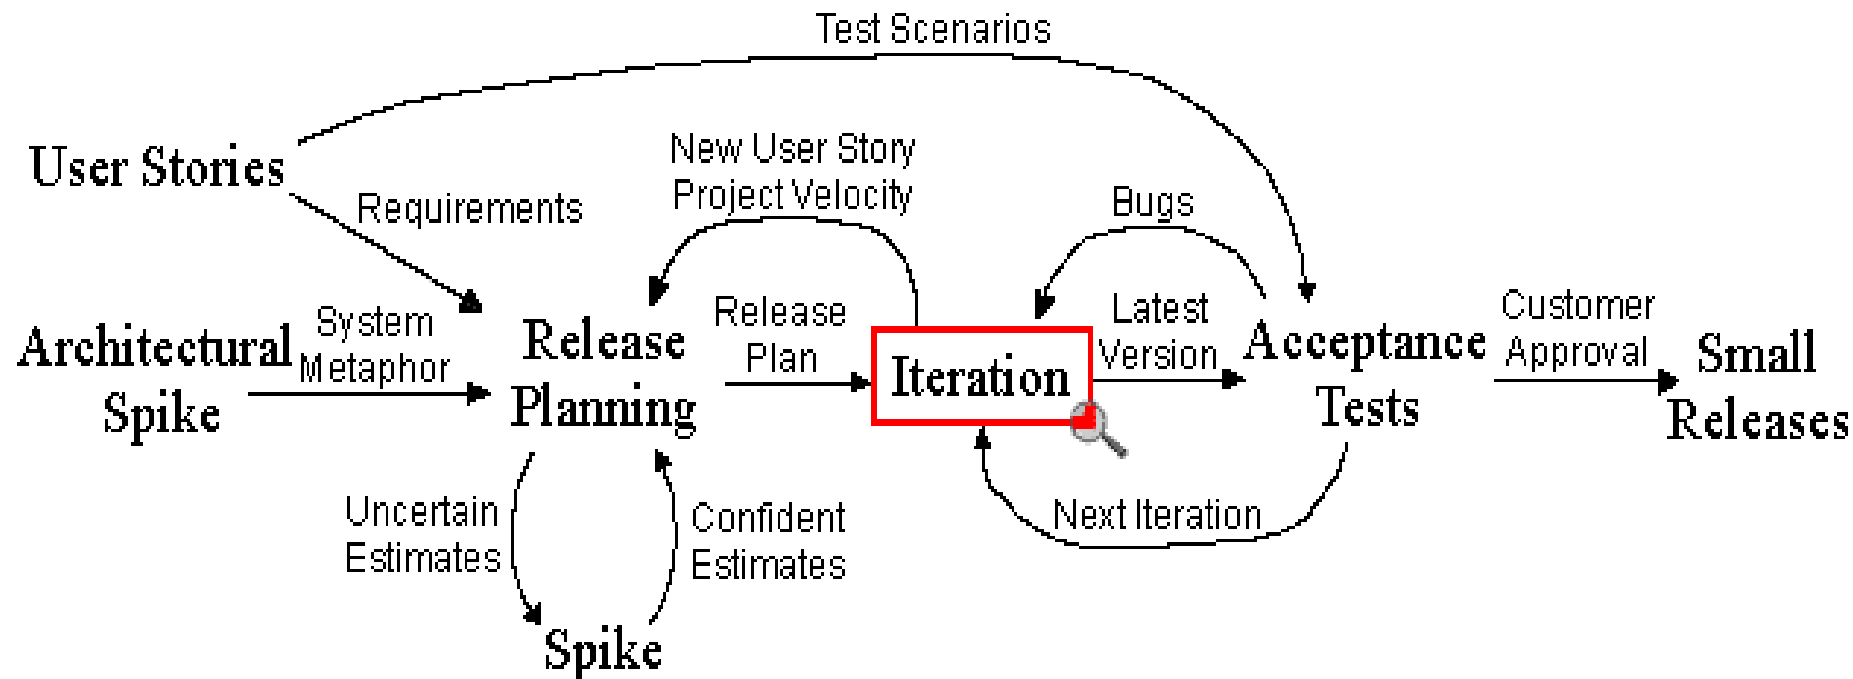 Test Scenarios
User Stories
Requirements
New User Story
Project Velocity
Bugs
Architectural
Spike
System
Metaphor
Release
Planning
Release
Plan
Iteration
Latest
Version
Acceptance
Tests
Customer
Approval
Small
Releases
Uncertain
Estimates
Confident
Estimates
Next Iteration
Spike